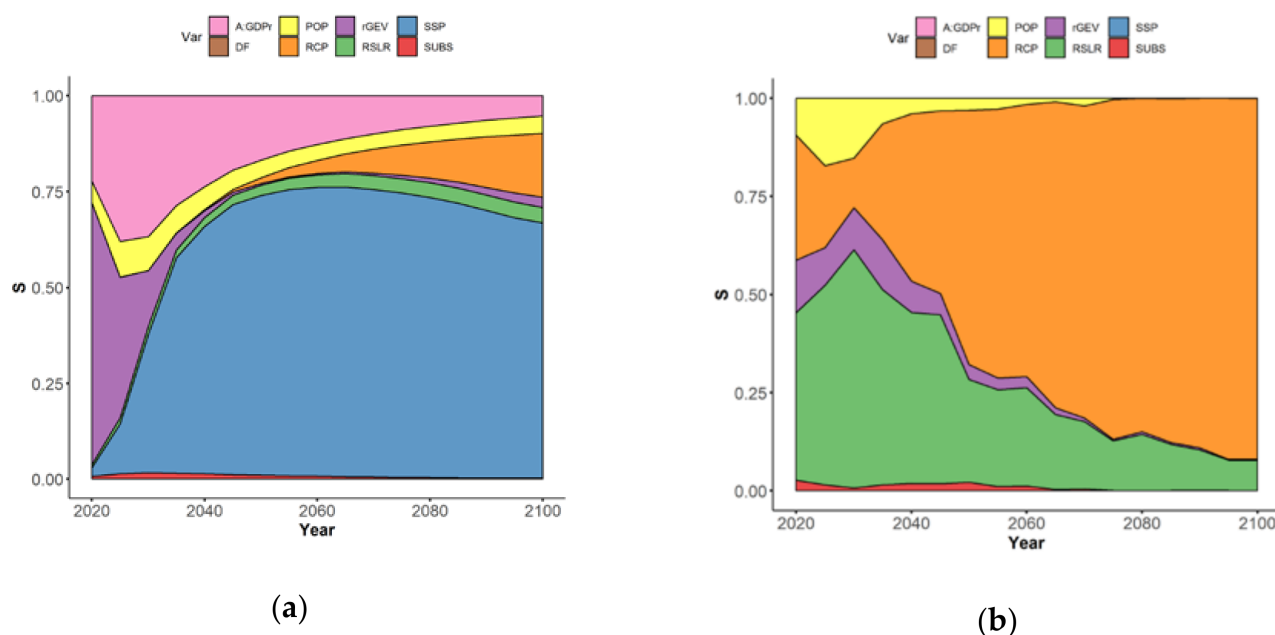 Var A:GDPr POP rGEV SSP
DF RCP RSLR SUBS
1.00
0.75
0.50
0.25
0.00
S
2020 2040 2060 2080 2100
Year
(a)
Var A:GDPr POP rGEV SSP
DF RCP RSLR SUBS
1.00
0.75
0.50
0.25
0.00
S
2020 2040 2060 2080 2100
Year
(b)